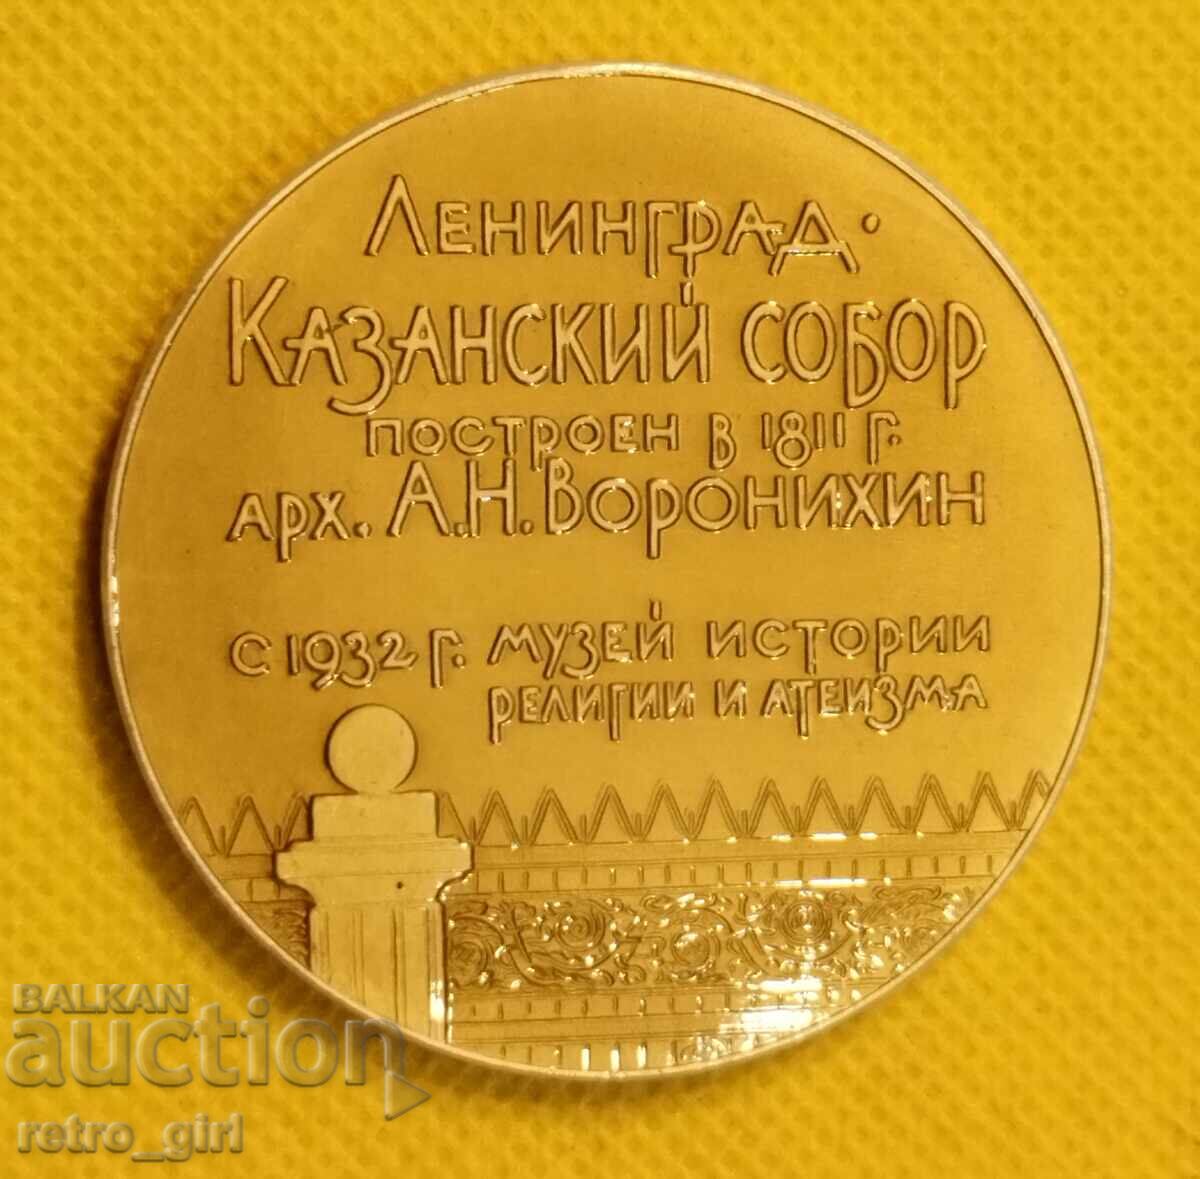 ЛЕНИНГРАД·
КАЗАНСКИЙ СОБОР
ПОСТРОЕН В 1811 Г.
АРХ. А.Н. ВОРОНИХИН
С 1932 Г. МУЗЕЙ ИСТОРИИ
РЕЛИГИИ И АТЕИЗМА
BALKAN
auction
retro_girl